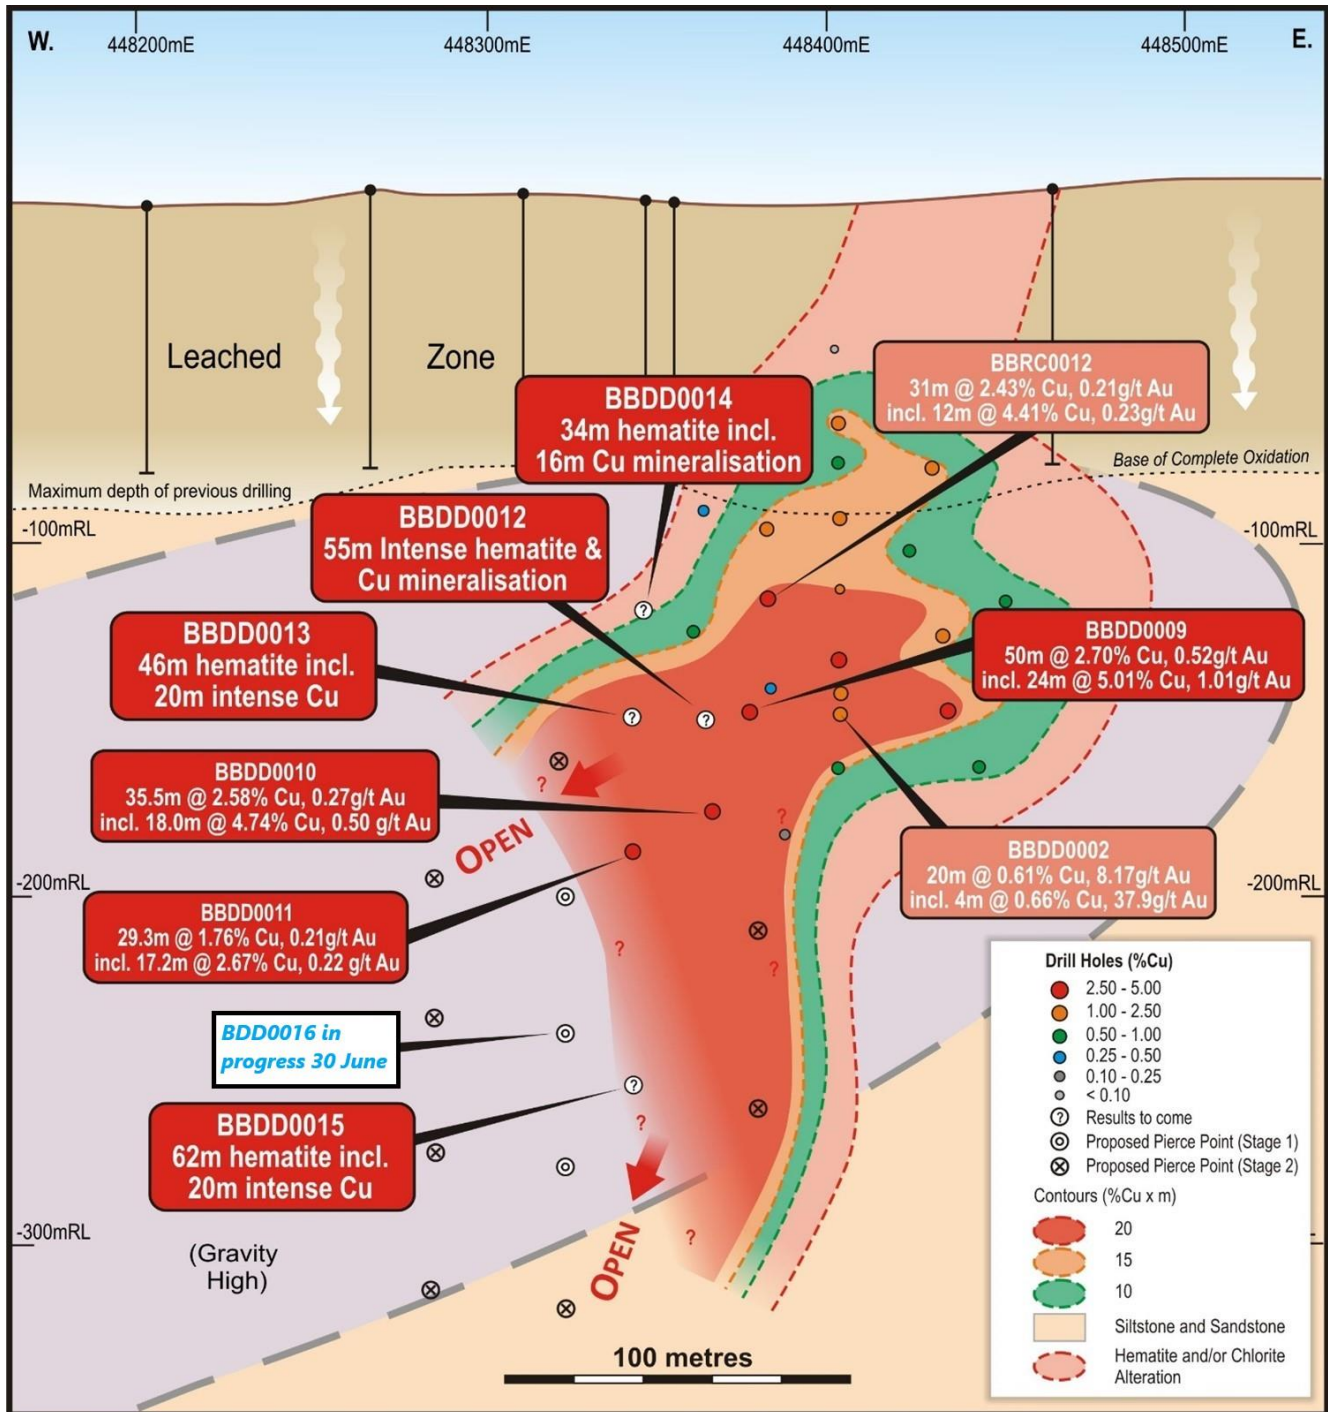 W.
448200mE
448300mE
448400mE
448500mE
E.
Leached Zone
BBRC0012
31m @ 2.43% Cu, 0.21g/t Au
incl. 12m @ 4.41% Cu, 0.23g/t Au
BBDD0014
34m hematite incl.
16m Cu mineralisation
Base of Complete Oxidation
Maximum depth of previous drilling
-100mRL
-100mRL
BBDD0012
55m Intense hematite &
Cu mineralisation
?
BBDD0013
46m hematite incl.
20m intense Cu
BBDD0009
50m @ 2.70% Cu, 0.52g/t Au
incl. 24m @ 5.01% Cu, 1.01g/t Au
?
?
BBDD0010
35.5m @ 2.58% Cu, 0.27g/t Au
incl. 18.0m @ 4.74% Cu, 0.50 g/t Au
?
?
OPEN
BBDD0002
20m @ 0.61% Cu, 8.17g/t Au
incl. 4m @ 0.66% Cu, 37.9g/t Au
-200mRL
-200mRL
BBDD0011
29.3m @ 1.76% Cu, 0.21g/t Au
incl. 17.2m @ 2.67% Cu, 0.22 g/t Au
?
?
BDD0016 in
progress 30 June
?
?
BBDD0015
62m hematite incl.
20m intense Cu
-300mRL
(Gravity
High)
?
OPEN
100 metres
Drill Holes (%Cu)
2.50 - 5.00
1.00 - 2.50
0.50 - 1.00
0.25 - 0.50
0.10 - 0.25
< 0.10
? Results to come
Proposed Pierce Point (Stage 1)
Proposed Pierce Point (Stage 2)
Contours (%Cu x m)
20
15
10
Siltstone and Sandstone
Hematite and/or Chlorite
Alteration